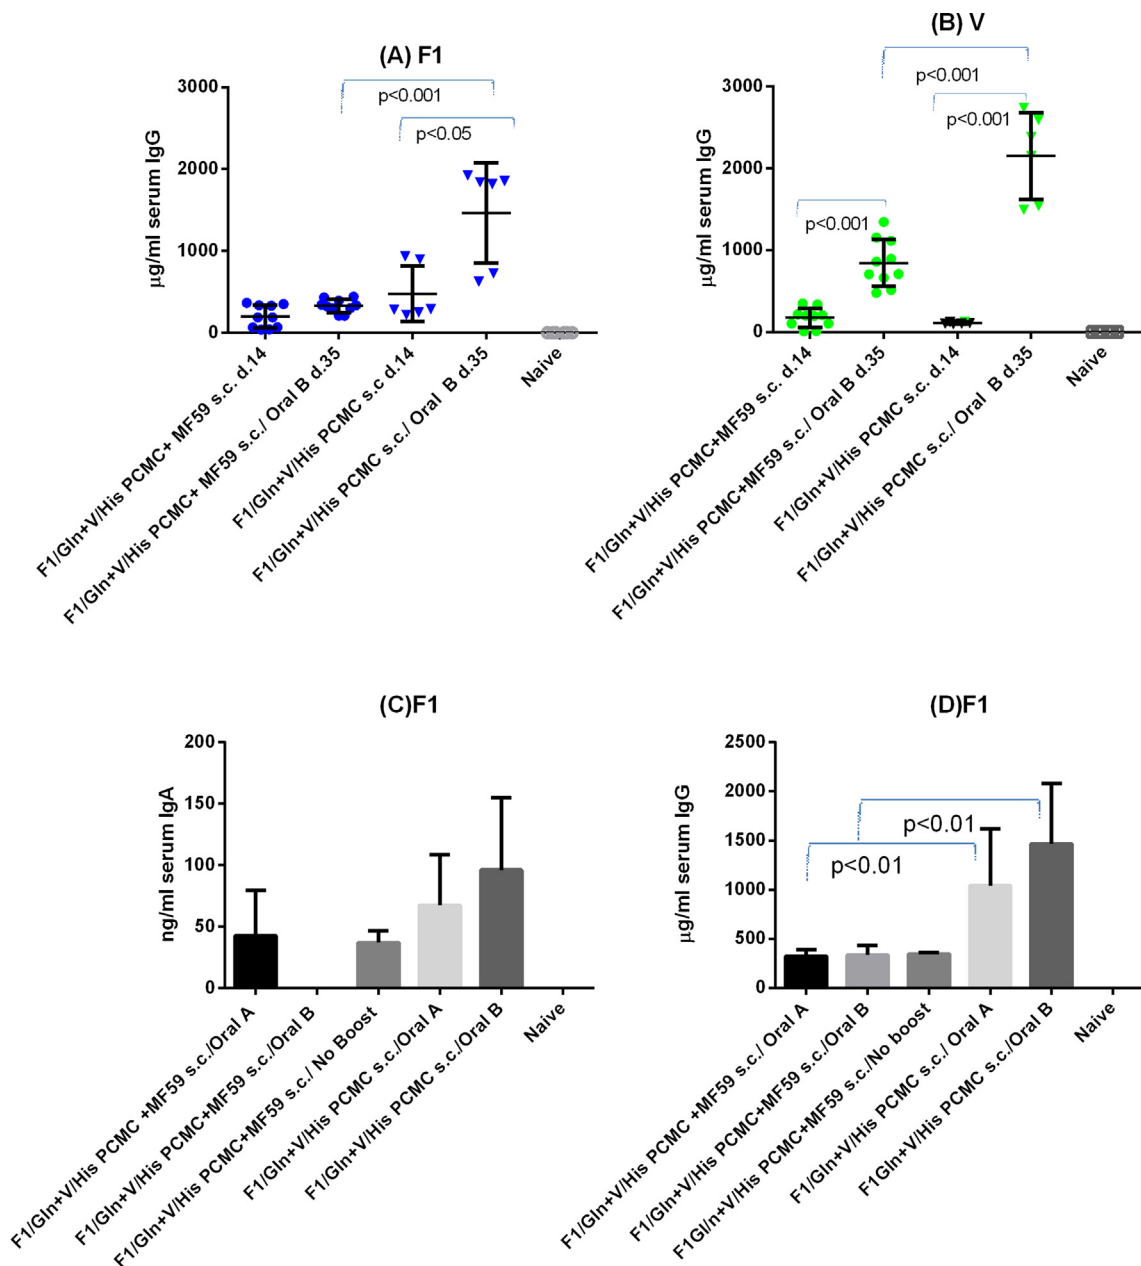 (A) F1
3000
2000
1000
0
µg/ml serum IgG
p<0.001
p<0.05
F1/Gln+V/His PCMC+ MF59 s.c. d.14
F1/Gln+V/His PCMC+ MF59 s.c./ Oral B d.35
F1/Gln+V/His PCMC s.c d.14
F1/Gln+V/His PCMC s.c./ Oral B d.35
Naive
(B) V
3000
2000
1000
0
µg/ml serum IgG
p<0.001
p<0.001
p<0.001
F1/Gln+V/His PCMC+MF59 s.c. d.14
F1/Gln+V/His PCMC+MF59 s.c./ Oral B d.35
F1/Gln+V/His PCMC s.c. d.14
F1/Gln+V/His PCMC s.c./ Oral B d.35
Naive
(C)F1
200
150
100
50
0
ng/ml serum IgA
F1/Gln+V/His PCMC +MF59 s.c./Oral A
F1/Gln+V/His PCMC+MF59 s.c./Oral B
F1/Gln+V/His PCMC+MF59 s.c./ No Boost
F1/Gln+V/His PCMC s.c./Oral A
F1/Gln+V/His PCMC s.c./Oral B
Naive
(D)F1
2500
2000
1500
1000
500
0
µg/ml serum IgG
p<0.01
p<0.01
F1/Gln+V/His PCMC +MF59 s.c./ Oral A
F1/Gln+V/His PCMC+MF59 s.c./Oral B
F1Gl/n+V/His PCMC+MF59 s.c./No boost
F1/Gln+V/His PCMC s.c./ Oral A
F1Gln+V/His PCMC s.c./Oral B
Naive